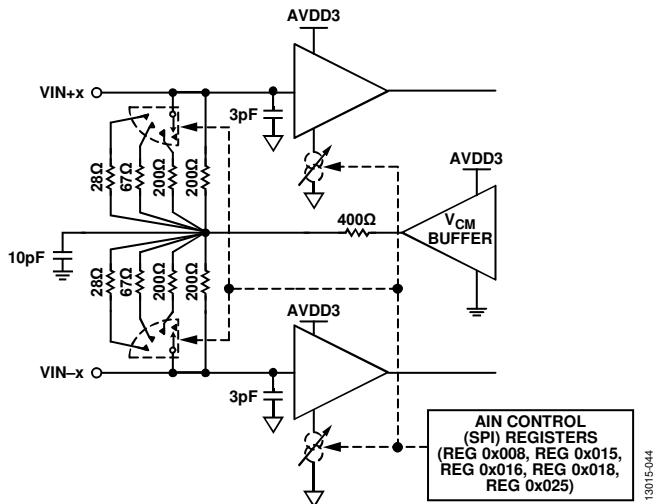 AVDD3
VIN+x
3pF
28Ω
67Ω
200Ω
200Ω
AVDD3
400Ω
VCM
BUFFER
10pF
28Ω
67Ω
200Ω
200Ω
AVDD3
VIN–x
3pF
AIN CONTROL
(SPI) REGISTERS
(REG 0x008, REG 0x015,
REG 0x016, REG 0x018,
REG 0x025)
13015-044